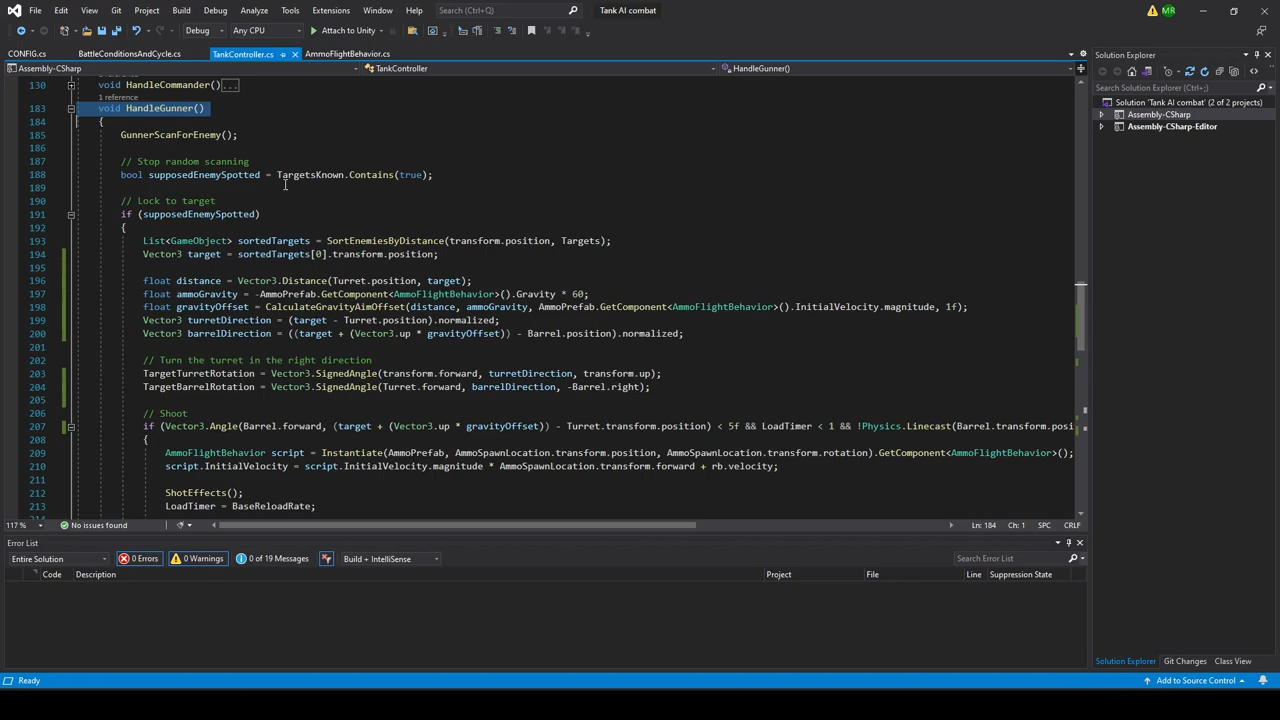 File Edit View Git Project Build Debug Analyze Tools Extensions Window Help Search (Ctrl+Q) Tank AI combat MR
Debug Any CPU Attach to Unity
CONFIG.cs BattleConditionsAndCycle.cs TankController.cs AmmoFlightBehavior.cs
Assembly-CSharp TankController HandleGunner()
130 void HandleCommander()...
1 reference
183 void HandleGunner()
184 {
185 GunnerScanForEnemy();
186
187 // Stop random scanning
188 bool supposedEnemySpotted = TargetsKnown.Contains(true);
189
190 // Lock to target
191 if (supposedEnemySpotted)
192 {
193 List<GameObject> sortedTargets = SortEnemiesByDistance(transform.position, Targets);
194 Vector3 target = sortedTargets[0].transform.position;
195
196 float distance = Vector3.Distance(Turret.position, target);
197 float ammoGravity = -AmmoPrefab.GetComponent<AmmoFlightBehavior>().Gravity * 60;
198 float gravityOffset = CalculateGravityAimOffset(distance, ammoGravity, AmmoPrefab.GetComponent<AmmoFlightBehavior>().InitialVelocity.magnitude, 1f);
199 Vector3 turretDirection = (target - Turret.position).normalized;
200 Vector3 barrelDirection = ((target + (Vector3.up * gravityOffset)) - Barrel.position).normalized;
201
202 // Turn the turret in the right direction
203 TargetTurretRotation = Vector3.SignedAngle(transform.forward, turretDirection, transform.up);
204 TargetBarrelRotation = Vector3.SignedAngle(Turret.forward, barrelDirection, -Barrel.right);
205
206 // Shoot
207 if (Vector3.Angle(Barrel.forward, (target + (Vector3.up * gravityOffset)) - Turret.transform.position) < 5f && LoadTimer < 1 && !Physics.Linecast(Barrel.transform.posi
208 {
209 AmmoFlightBehavior script = Instantiate(AmmoPrefab, AmmoSpawnLocation.transform.position, AmmoSpawnLocation.transform.rotation).GetComponent<AmmoFlightBehavior>();
210 script.InitialVelocity = script.InitialVelocity.magnitude * AmmoSpawnLocation.transform.forward + rb.velocity;
211
212 ShotEffects();
213 LoadTimer = BaseReloadRate;
117 % No issues found Ln: 184 Ch: 1 SPC CRLF
Error List
Entire Solution 0 Errors 0 Warnings 0 of 19 Messages Build + IntelliSense Search Error List
Code Description Project File Line Suppression State
Solution Explorer
Search Solution Explorer (Ctrl+;)
Solution 'Tank AI combat' (2 of 2 projects)
Assembly-CSharp
Assembly-CSharp-Editor
Solution Explorer Git Changes Class View
Ready Add to Source Control